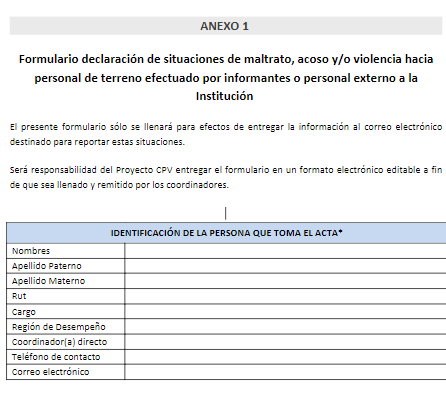 ANEXO 1
Formulario declaración de situaciones de maltrato, acoso y/o violencia hacia
personal de terreno efectuado por informantes o personal externo a la
Institución
El presente formulario sólo se llenará para efectos de entregar la información al correo electrónico
destinado para reportar estas situaciones.
Será responsabilidad del Proyecto CPV entregar el formulario en un formato electrónico editable a fin
de que sea llenado y remitido por los coordinadores.
IDENTIFICACIÓN DE LA PERSONA QUE TOMA EL ACTA*
Nombres
Apellido Paterno
Apellido Materno
Rut
Cargo
Región de Desempeño
Coordinador(a) directo
Teléfono de contacto
Correo electrónico